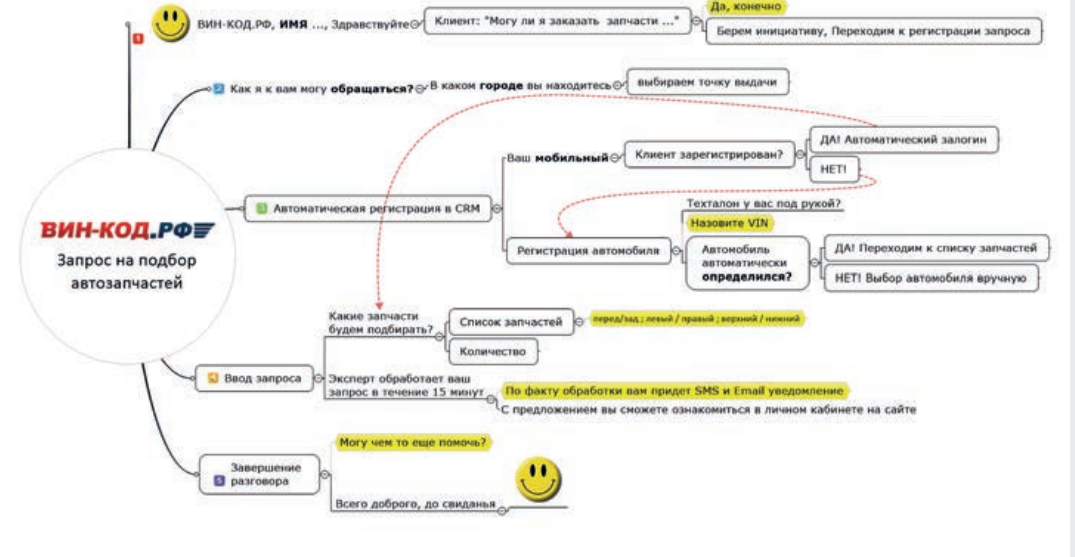 Да, конечно
1
ВИН-КОД.РФ, ИМЯ ..., Здравствуйте
Клиент: "Могу ли я заказать запчасти ..."
Берем инициативу, Переходим к регистрации запроса
2
Как я к вам могу обращаться?
В каком городе вы находитесь
выбираем точку выдачи
Ваш мобильный
Клиент зарегистрирован?
ДА! Автоматический залогин
НЕТ!
3
Автоматическая регистрация в CRM
Техталон у вас под рукой?
Назовите VIN
Регистрация автомобиля
Автомобиль
автоматически
определился?
ДА! Переходим к списку запчастей
НЕТ! Выбор автомобиля вручную
ВИН-КОД.РФ
Запрос на подбор
автозапчастей
Какие запчасти
будем подбирать?
Список запчастей
перед/зад ; левый / правый ; верхний / нижний
Количество
4
Ввод запроса
Эксперт обработает ваш
запрос в течение 15 минут
По факту обработки вам придет SMS и Email уведомление
С предложением вы сможете ознакомиться в личном кабинете на сайте
Могу чем то еще помочь?
5
Завершение
разговора
Всего доброго, до свиданья